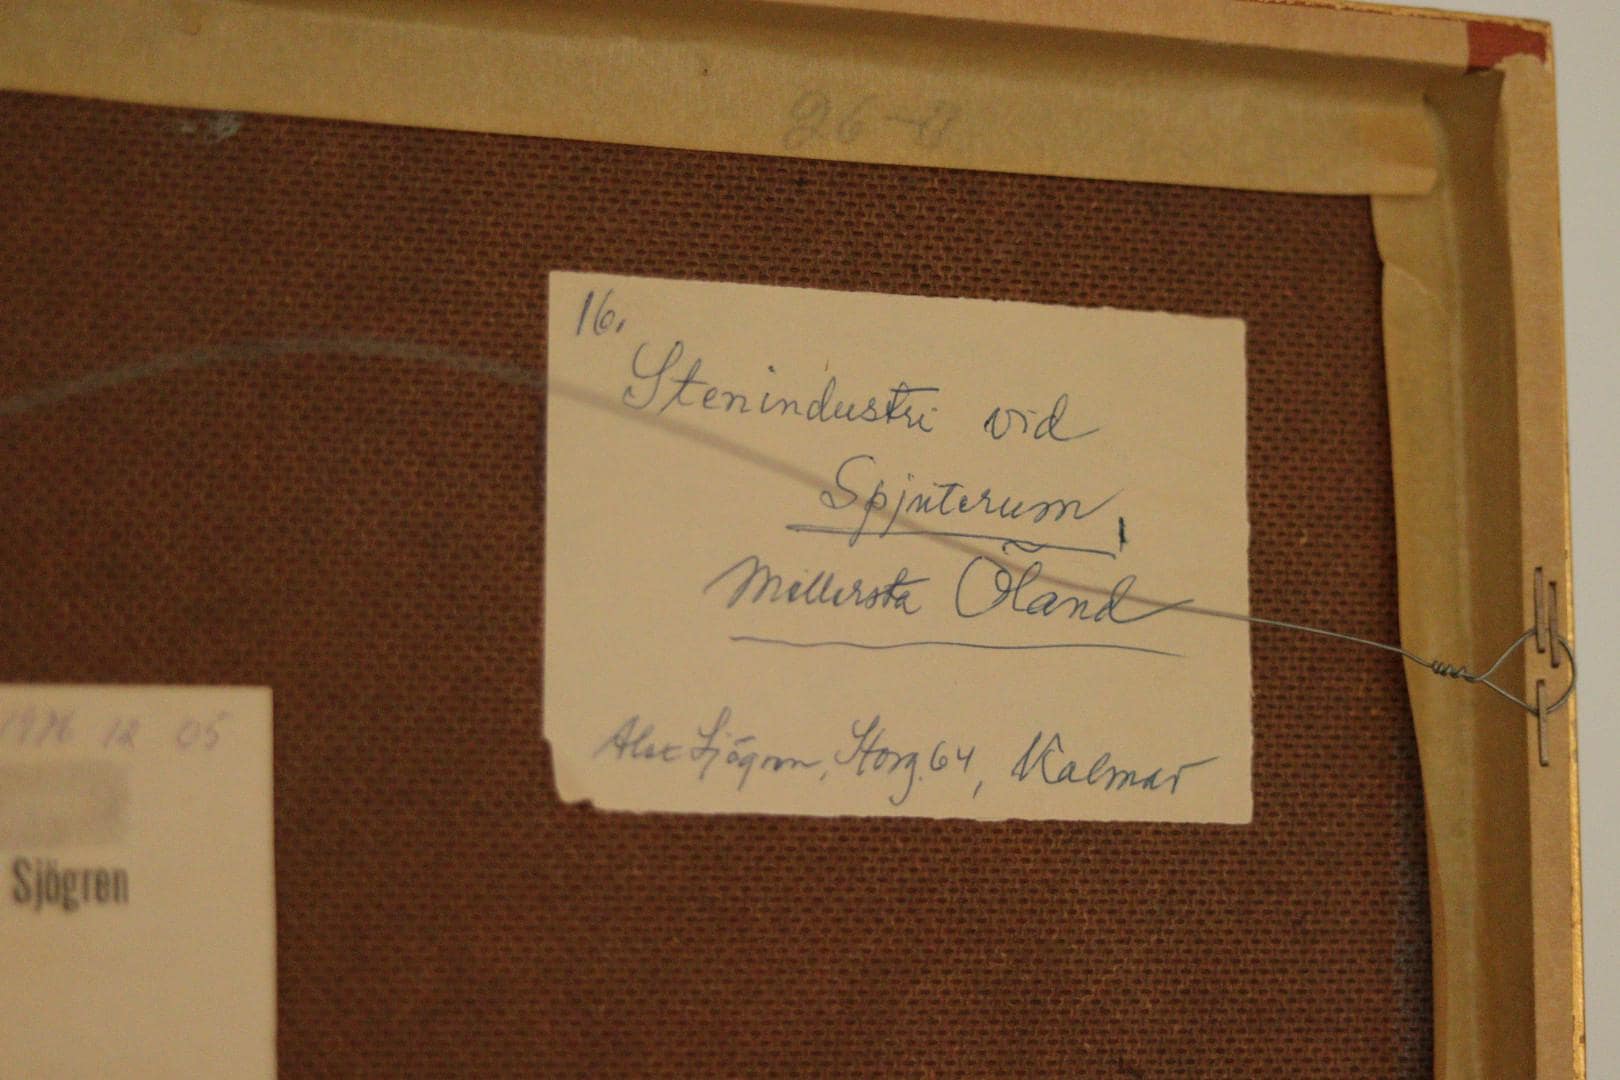 26-8
16.
Stenindustri vid
Spjuterum,
Mellersta Öland
Alex Sjögren, Storg. 64, Kalmar
1976 12 05
Sjögren